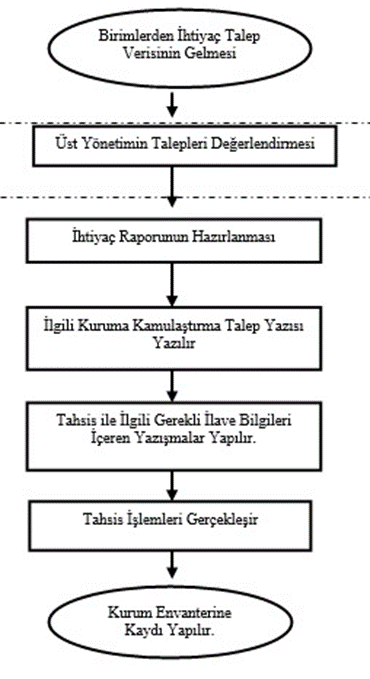 Birimlerden İhtiyaç Talep
Verisinin Gelmesi
Üst Yönetimin Talepleri Değerlendirmesi
İhtiyaç Raporunun Hazırlanması
İlgili Kuruma Kamulaştırma Talep Yazısı
Yazılır
Tahsis ile İlgili Gerekli İlave Bilgileri
İçeren Yazışmalar Yapılır.
Tahsis İşlemleri Gerçekleşir
Kurum Envanterine
Kaydı Yapılır.